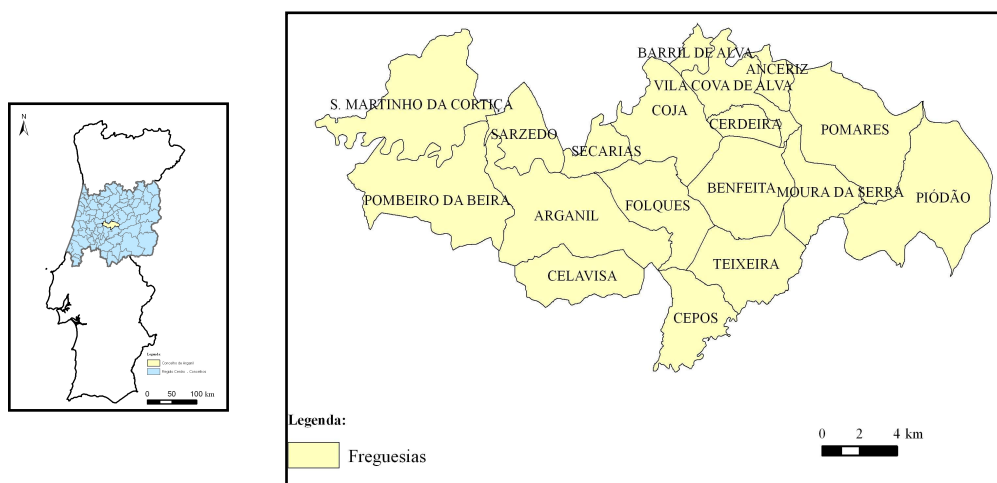 N
Legenda
Concelho de Arganil
Região Centro - Concelhos
0 50 100 km
BARRIL DE ALVA
ANCERIZ
VILA COVA DE ALVA
S. MARTINHO DA CORTIÇA
COJA
CERDEIRA
POMARES
SARZEDO
SECARIAS
BENFEITA
MOURA DA SERRA
PIÓDÃO
POMBEIRO DA BEIRA
FOLQUES
ARGANIL
TEIXEIRA
CELAVISA
CEPOS
Legenda:
Freguesias
0 2 4 km